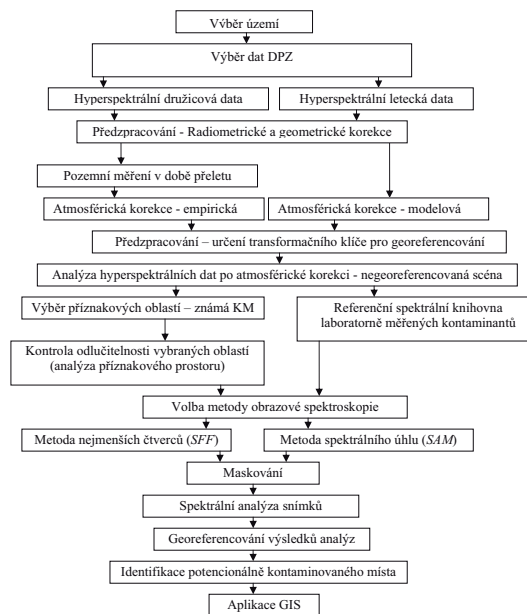 Výběr území
Výběr dat DPZ
Hyperspektrální družicová data
Hyperspektrální letecká data
Předzpracování - Radiometrické a geometrické korekce
Pozemní měření v době přeletu
Atmosférická korekce - empirická
Atmosférická korekce - modelová
Předzpracování – určení transformačního klíče pro georeferencování
Analýza hyperspektrálních dat po atmosférické korekci - negeoreferencovaná scéna
Výběr příznakových oblastí – známá KM
Referenční spektrální knihovna
laboratorně měřených kontaminantů
Kontrola odlučitelnosti vybraných oblastí
(analýza příznakového prostoru)
Volba metody obrazové spektroskopie
Metoda nejmenších čtverců (SFF)
Metoda spektrálního úhlu (SAM)
Maskování
Spektrální analýza snímků
Georeferencování výsledků analýz
Identifikace potencionálně kontaminovaného místa
Aplikace GIS